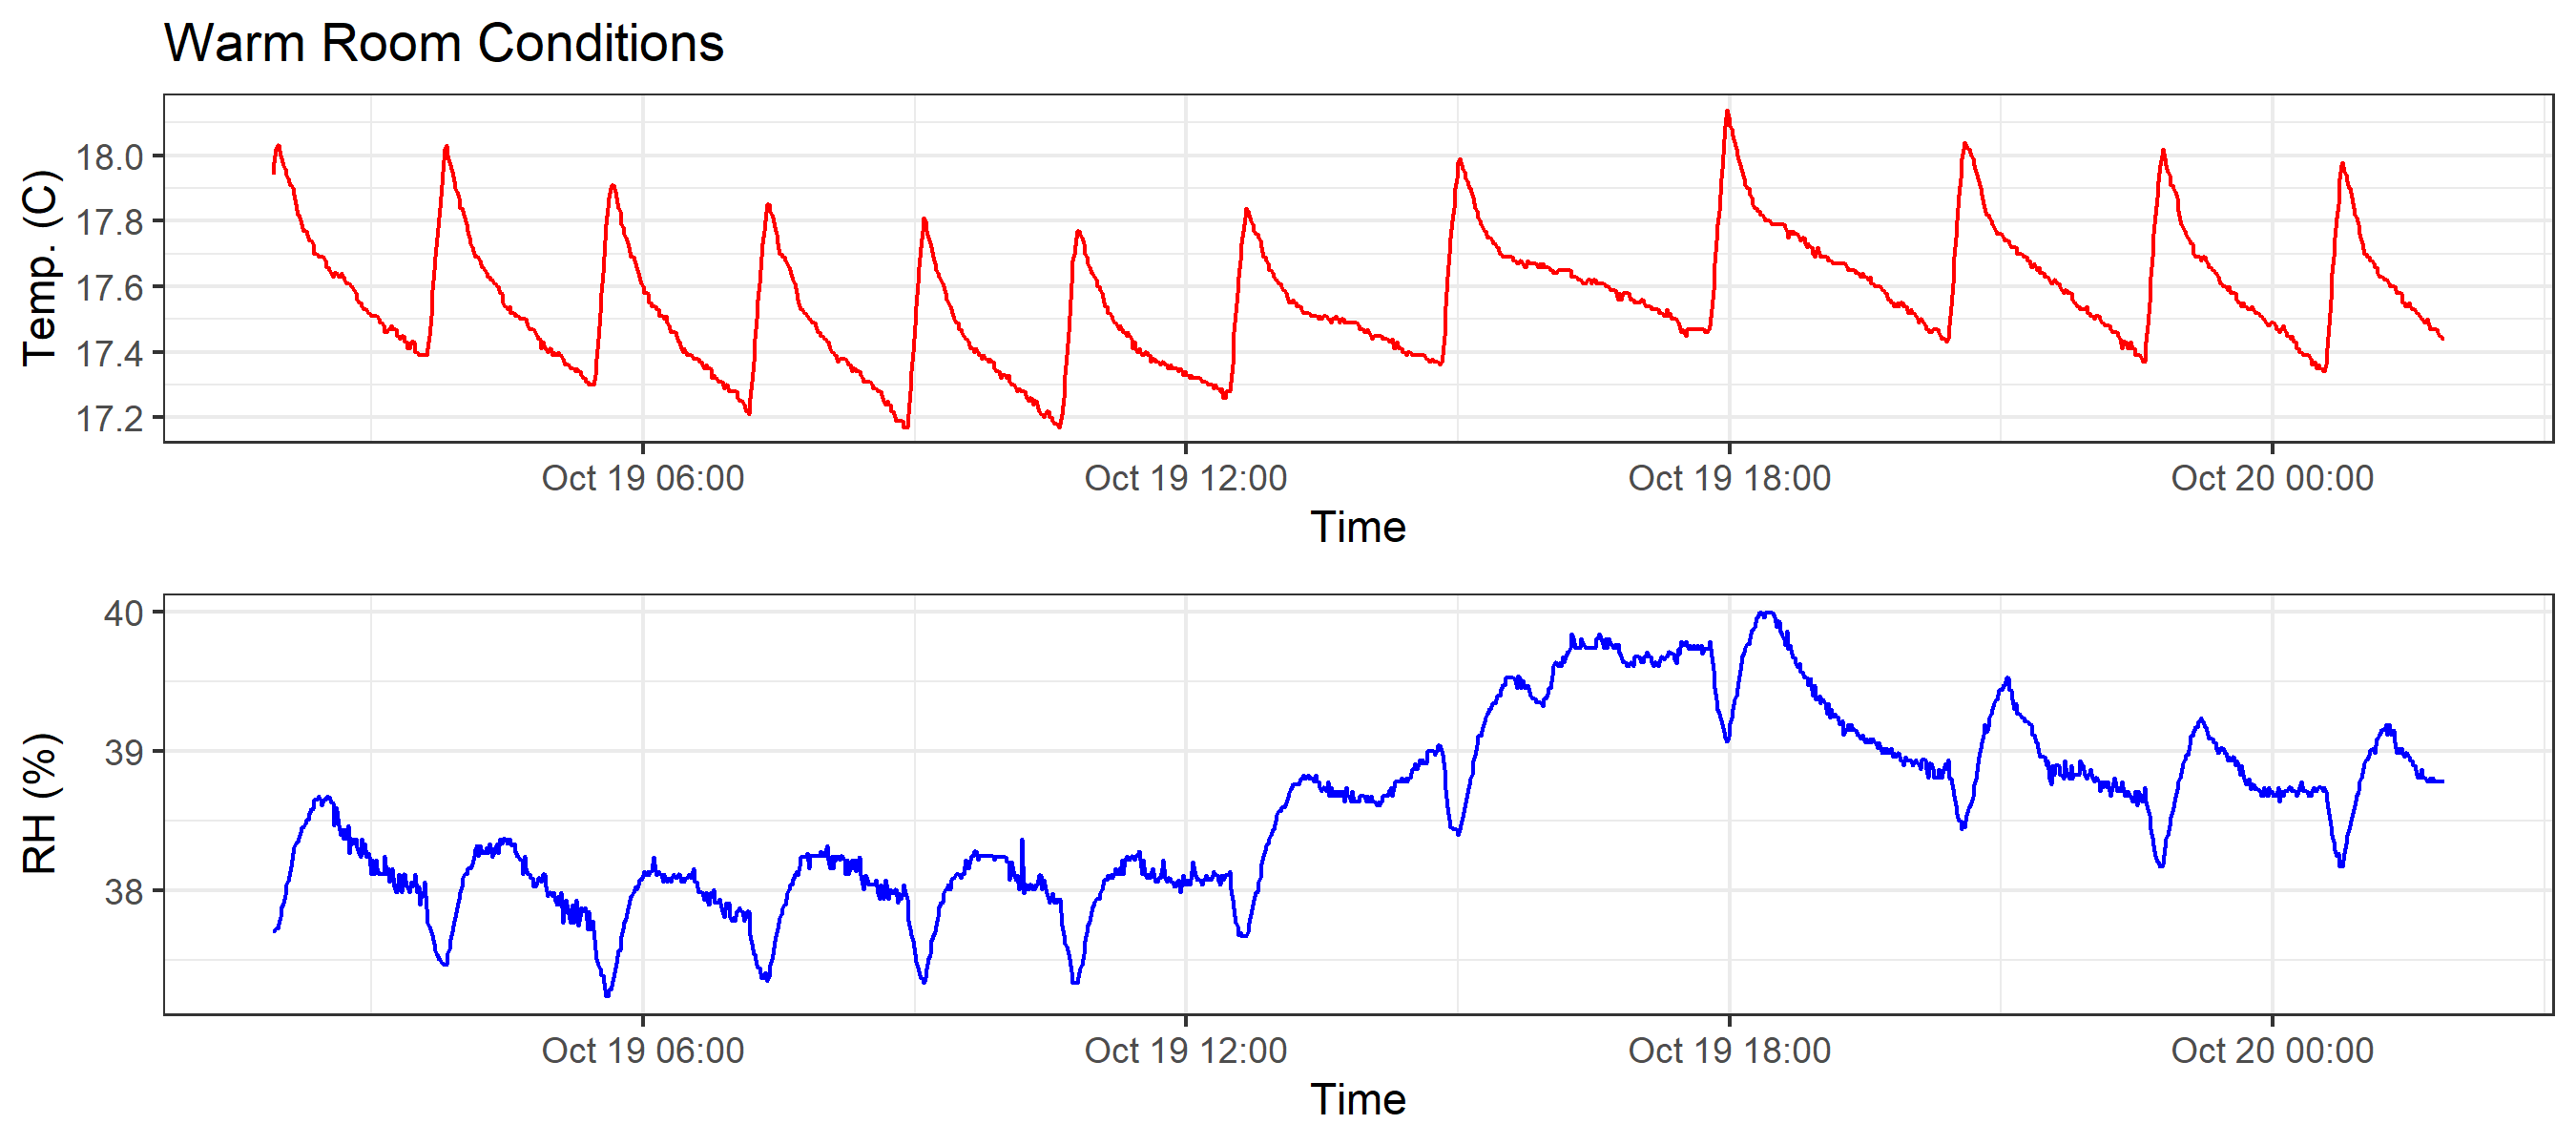 Warm Room Conditions
Temp. (C)
18.0
17.8
17.6
17.4
17.2
Oct 19 06:00 Oct 19 12:00 Oct 19 18:00 Oct 20 00:00
Time
RH (%)
40
39
38
Oct 19 06:00 Oct 19 12:00 Oct 19 18:00 Oct 20 00:00
Time